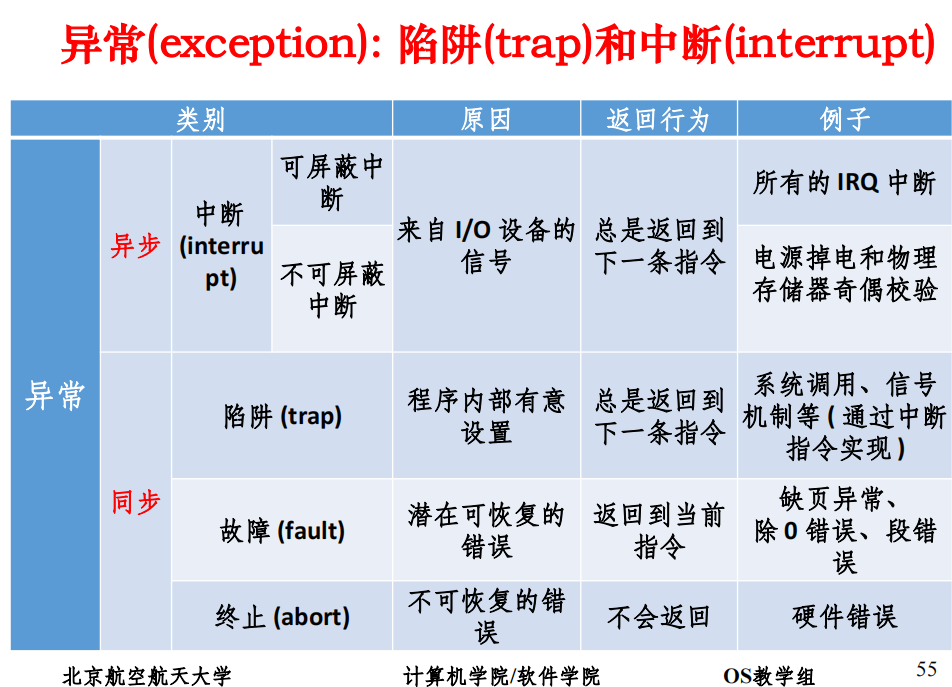 异常(exception): 陷阱(trap)和中断(interrupt)
类别
原因
返回行为
例子
异常
异步
中断
(interru
pt)
可屏蔽中
断
来自 I/O 设备的
信号
总是返回到
下一条指令
所有的 IRQ 中断
不可屏蔽
中断
电源掉电和物理
存储器奇偶校验
同步
陷阱 (trap)
程序内部有意
设置
总是返回到
下一条指令
系统调用、信号
机制等 ( 通过中断
指令实现 )
故障 (fault)
潜在可恢复的
错误
返回到当前
指令
缺页异常、
除 0 错误、段错
误
终止 (abort)
不可恢复的错
误
不会返回
硬件错误
北京航空航天大学
计算机学院/软件学院
OS教学组
55